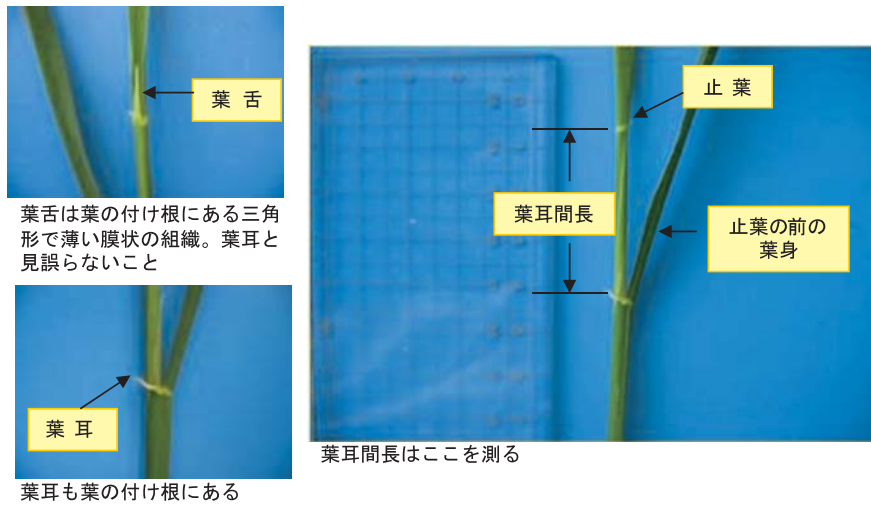 葉 舌
葉舌は葉の付け根にある三角
形で薄い膜状の組織。葉耳と
見誤らないこと
葉 耳
葉耳も葉の付け根にある
止 葉
葉耳間長
止葉の前の
葉身
葉耳間長はここを測る